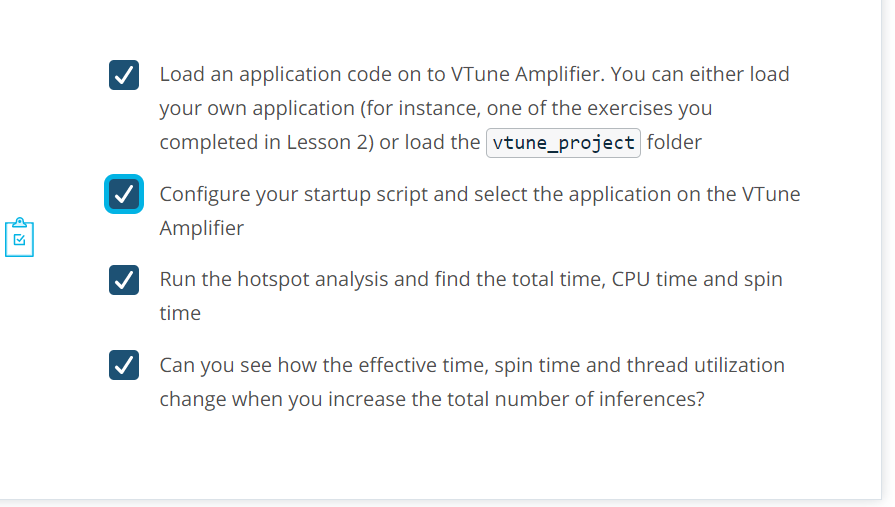 Load an application code on to VTune Amplifier. You can either load
your own application (for instance, one of the exercises you
completed in Lesson 2) or load the vtune_project folder
Configure your startup script and select the application on the VTune
Amplifier
Run the hotspot analysis and find the total time, CPU time and spin
time
Can you see how the effective time, spin time and thread utilization
change when you increase the total number of inferences?